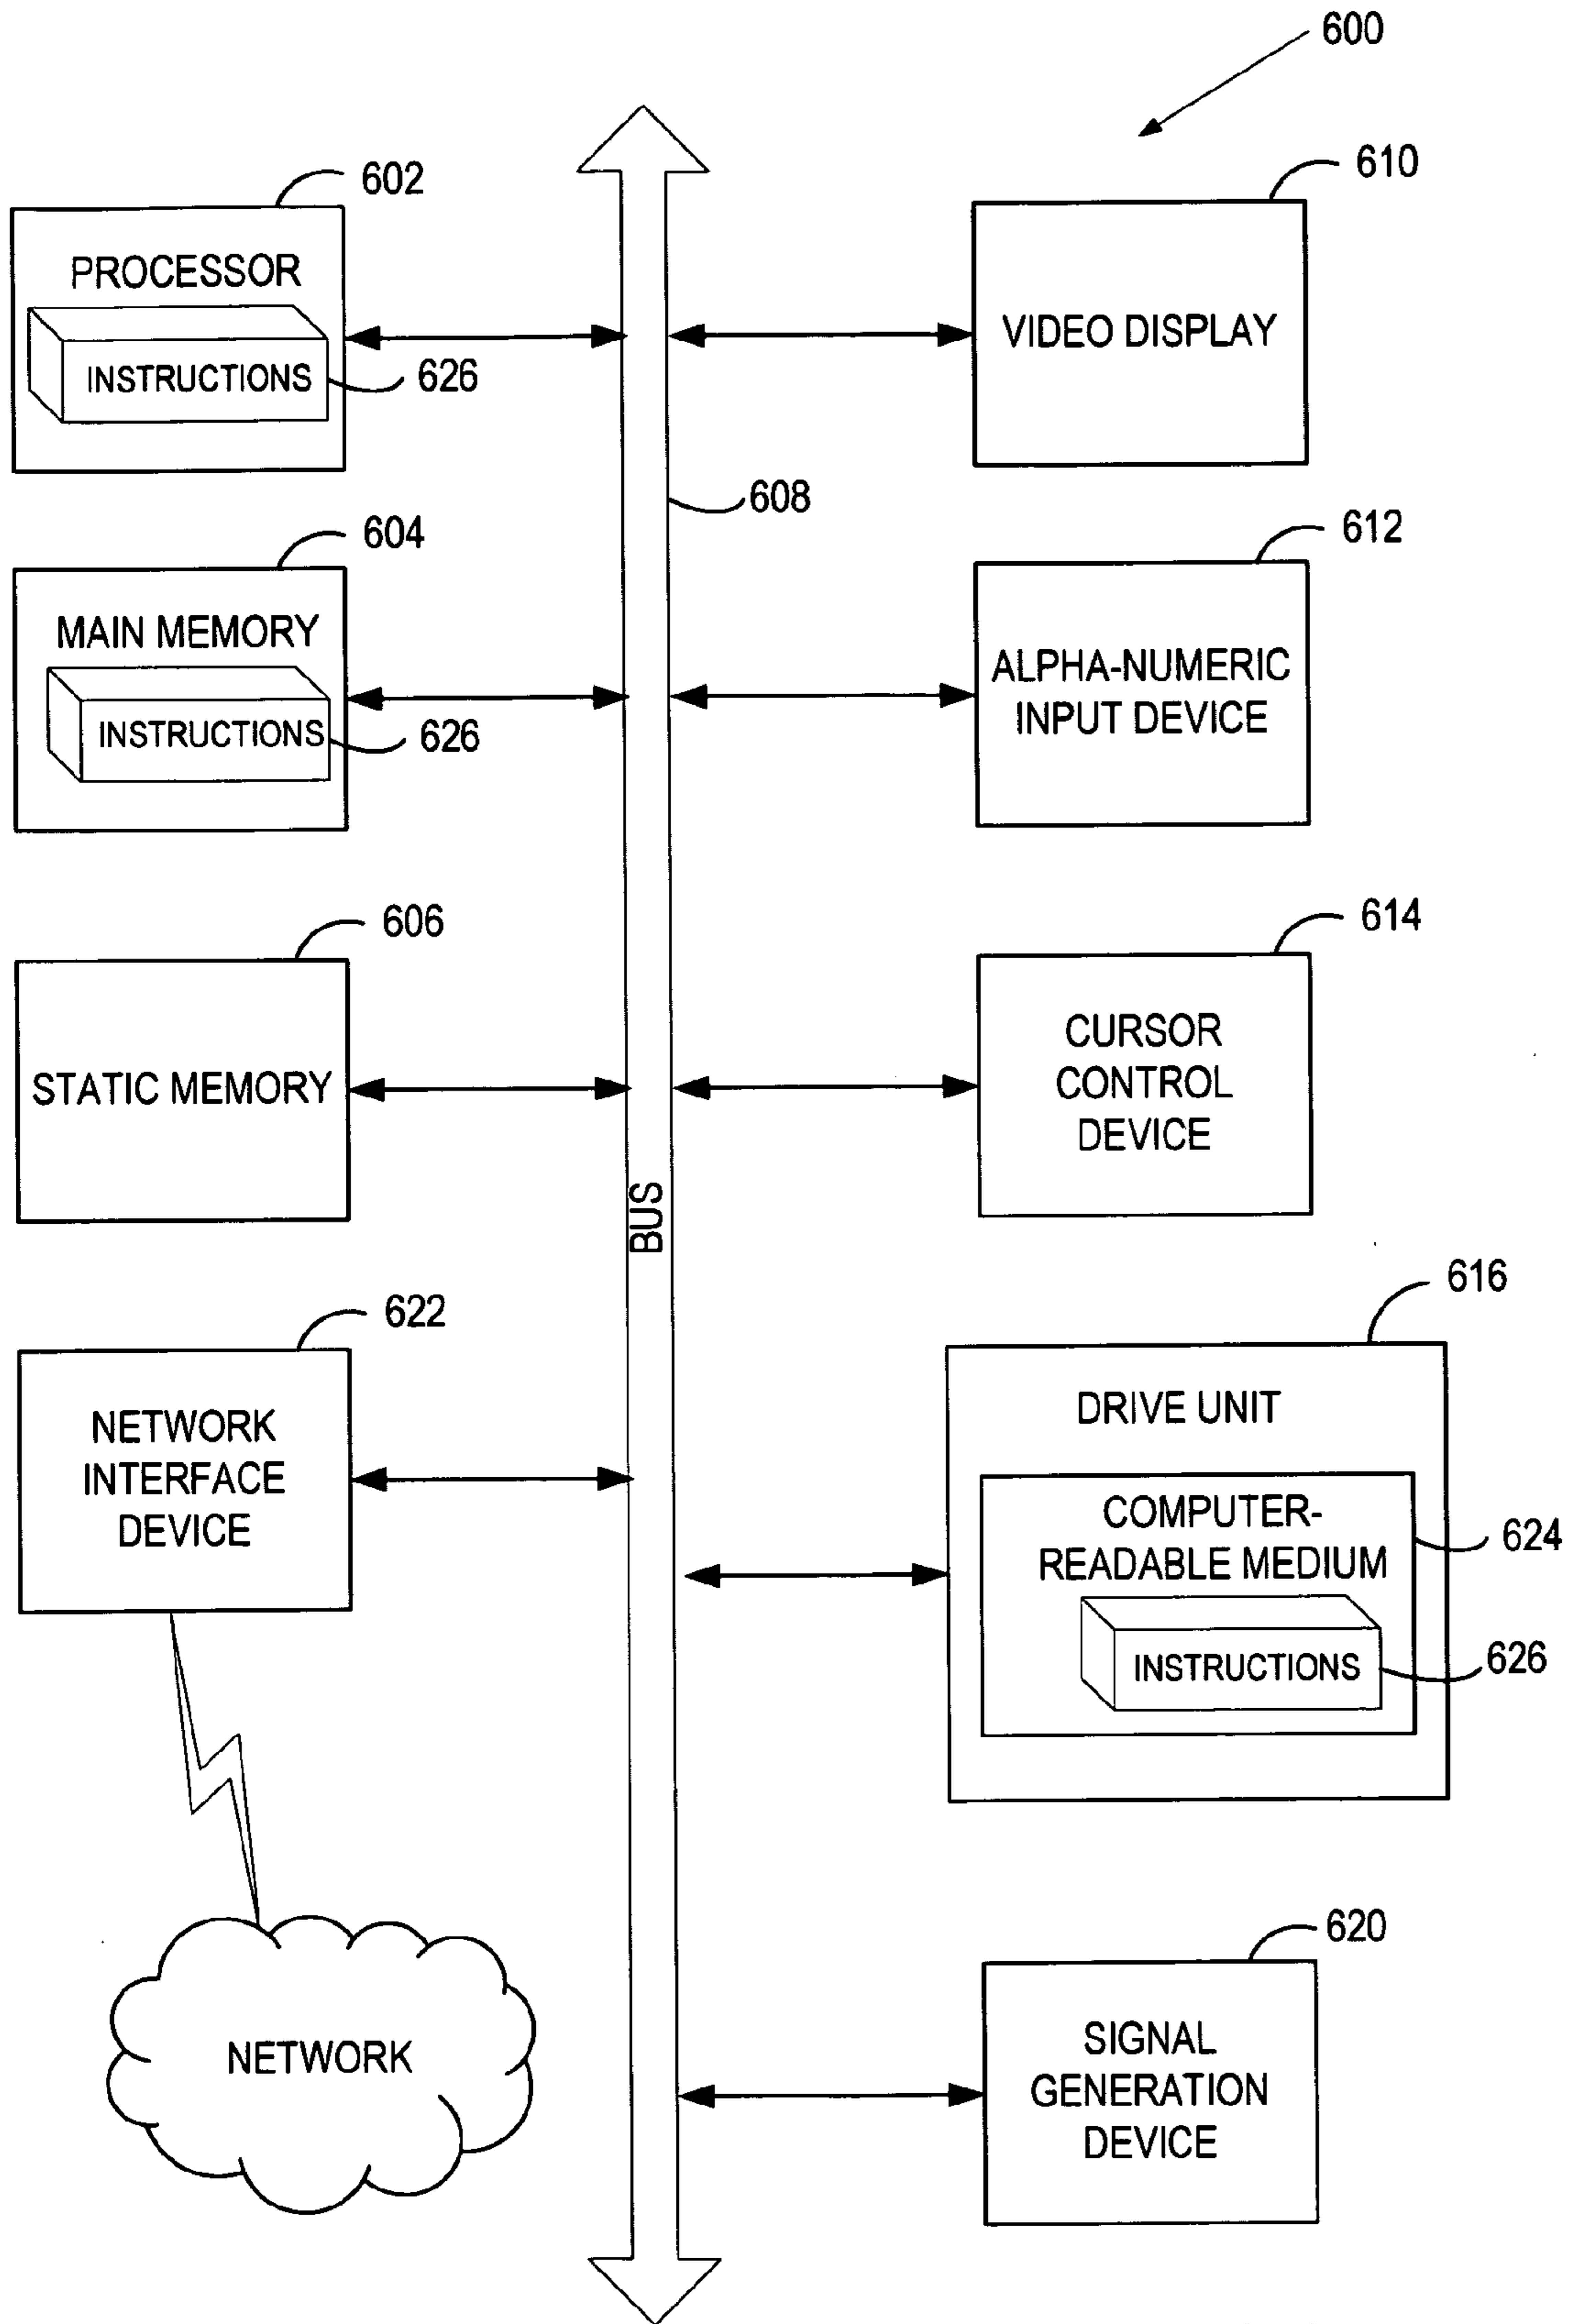 600
602
PROCESSOR
INSTRUCTIONS
626
610
VIDEO DISPLAY
608
604
MAIN MEMORY
INSTRUCTIONS
626
612
ALPHA-NUMERIC
INPUT DEVICE
606
STATIC MEMORY
614
CURSOR
CONTROL
DEVICE
BUS
622
NETWORK
INTERFACE
DEVICE
616
DRIVE UNIT
COMPUTER-
READABLE MEDIUM
624
INSTRUCTIONS
626
NETWORK
620
SIGNAL
GENERATION
DEVICE